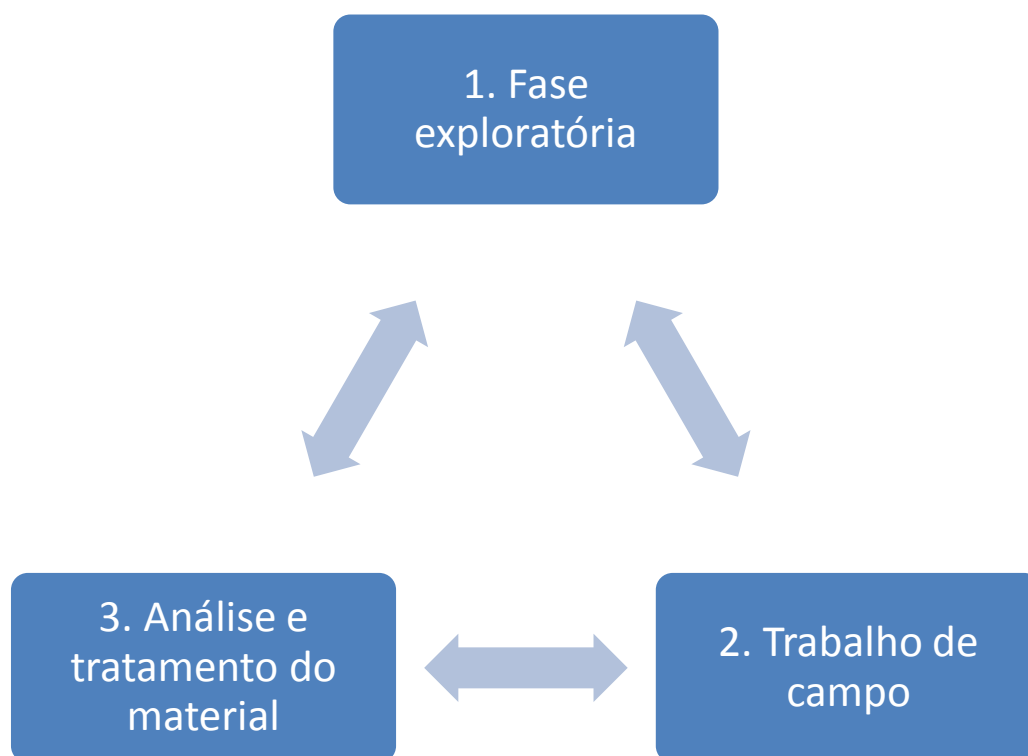 1. Fase
exploratória
3. Análise e
tratamento do
material
2. Trabalho de
campo